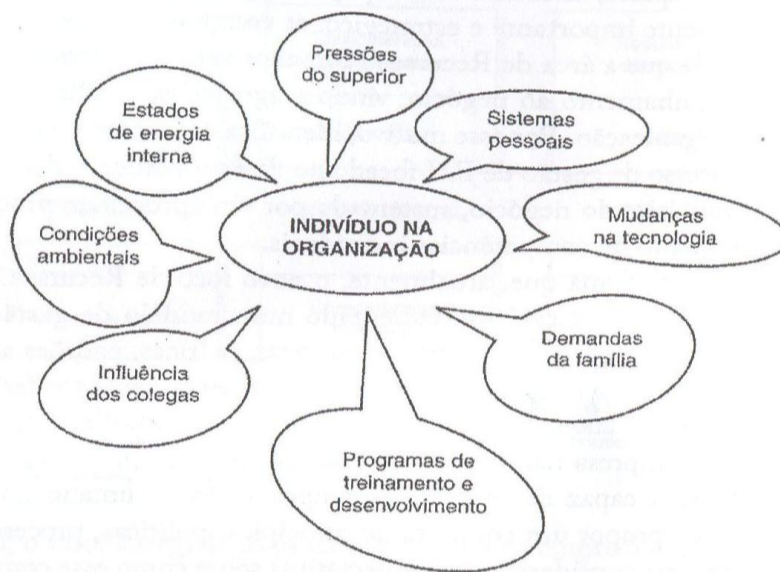 Pressões
do superior
Estados
de energia
interna
Sistemas
pessoais
Condições
ambientais
INDIVÍDUO NA
ORGANIZAÇÃO
Mudanças
na tecnologia
Influência
dos colegas
Demandas
da família
Programas de
treinamento e
desenvolvimento